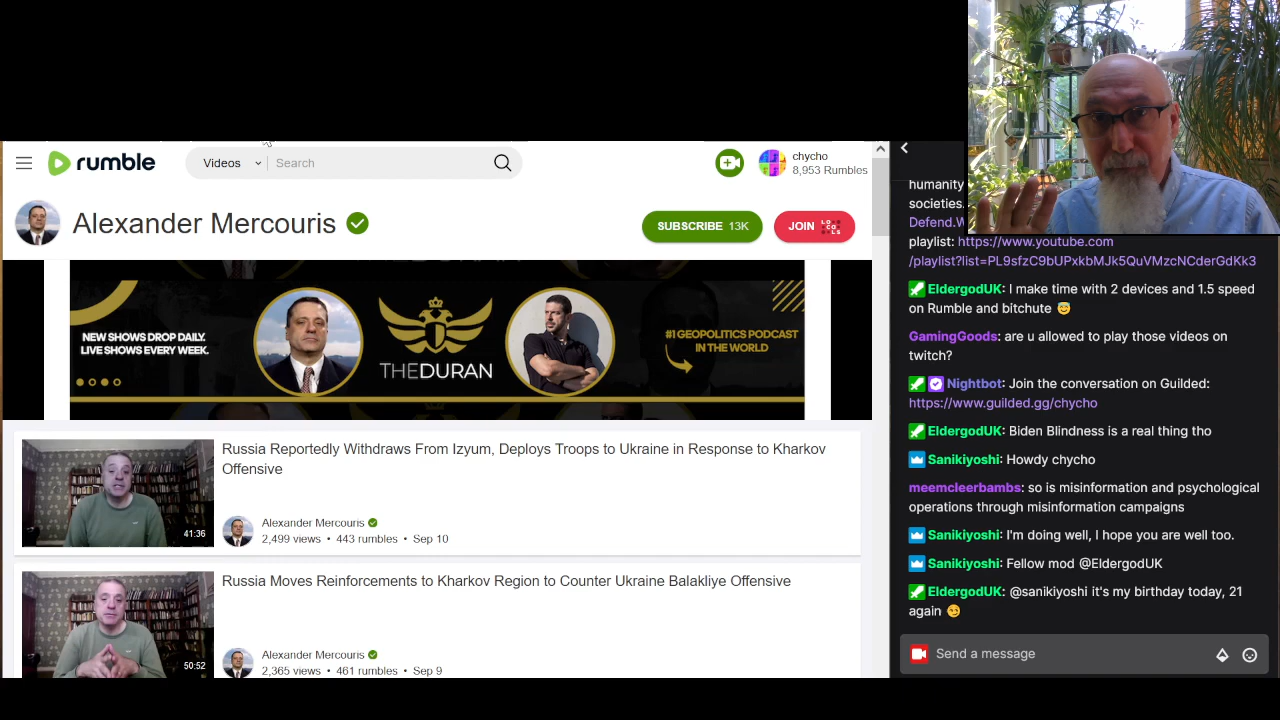 rumble
Videos
Search
chycho
8,953 Rumbles
Alexander Mercouris
SUBSCRIBE 13K
JOIN LOCALS
NEW SHOWS DROP DAILY.
LIVE SHOWS EVERY WEEK.
THEDURAN
#1 GEOPOLITICS PODCAST
IN THE WORLD
Russia Reportedly Withdraws From Izyum, Deploys Troops to Ukraine in Response to Kharkov
Offensive
41:36
Alexander Mercouris
2,499 views • 443 rumbles • Sep 10
Russia Moves Reinforcements to Kharkov Region to Counter Ukraine Balakliye Offensive
50:52
Alexander Mercouris
2,365 views • 461 rumbles • Sep 9
humanity
societies.
Defend.W
playlist: https://www.youtube.com
/playlist?list=PL9sfzC9bUPxkbMJk5QuVMzcNCderGdKk3
EldergodUK: I make time with 2 devices and 1.5 speed
on Rumble and bitchute
GamingGoods: are u allowed to play those videos on
twitch?
Nightbot: Join the conversation on Guilded:
https://www.guilded.gg/chycho
EldergodUK: Biden Blindness is a real thing tho
Sanikiyoshi: Howdy chycho
meemcleerbambs: so is misinformation and psychological
operations through misinformation campaigns
Sanikiyoshi: I'm doing well, I hope you are well too.
Sanikiyoshi: Fellow mod @EldergodUK
EldergodUK: @sanikiyoshi it's my birthday today, 21
again
Send a message